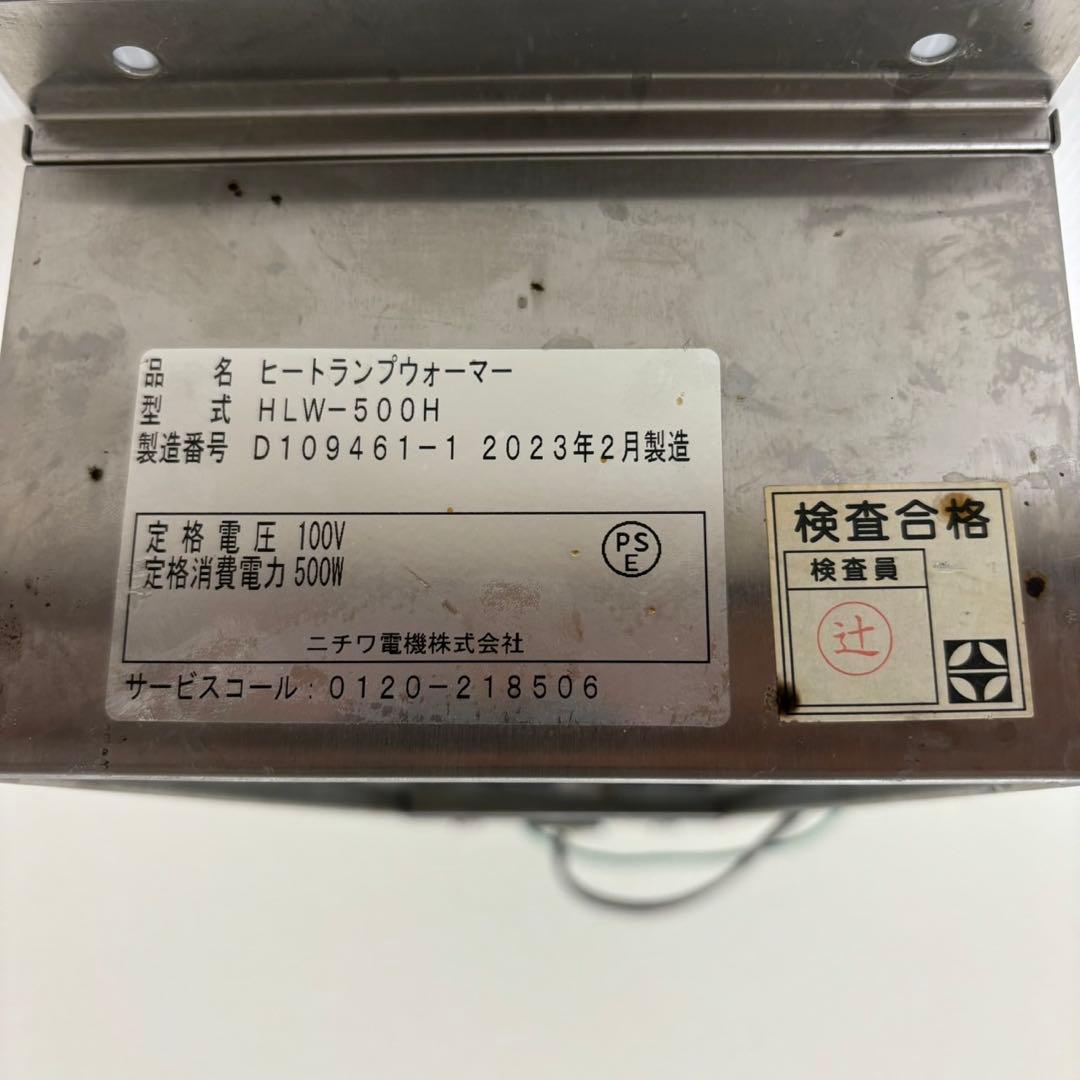 品 名 ヒートランプウォーマー
型 式 HLW-500H
製造番号 D109461-1 2023年2月製造
定格電圧 100V
定格消費電力 500W
PS
E
ニチワ電機株式会社
サービスコール:0120-218506
検査合格
検査員
辻